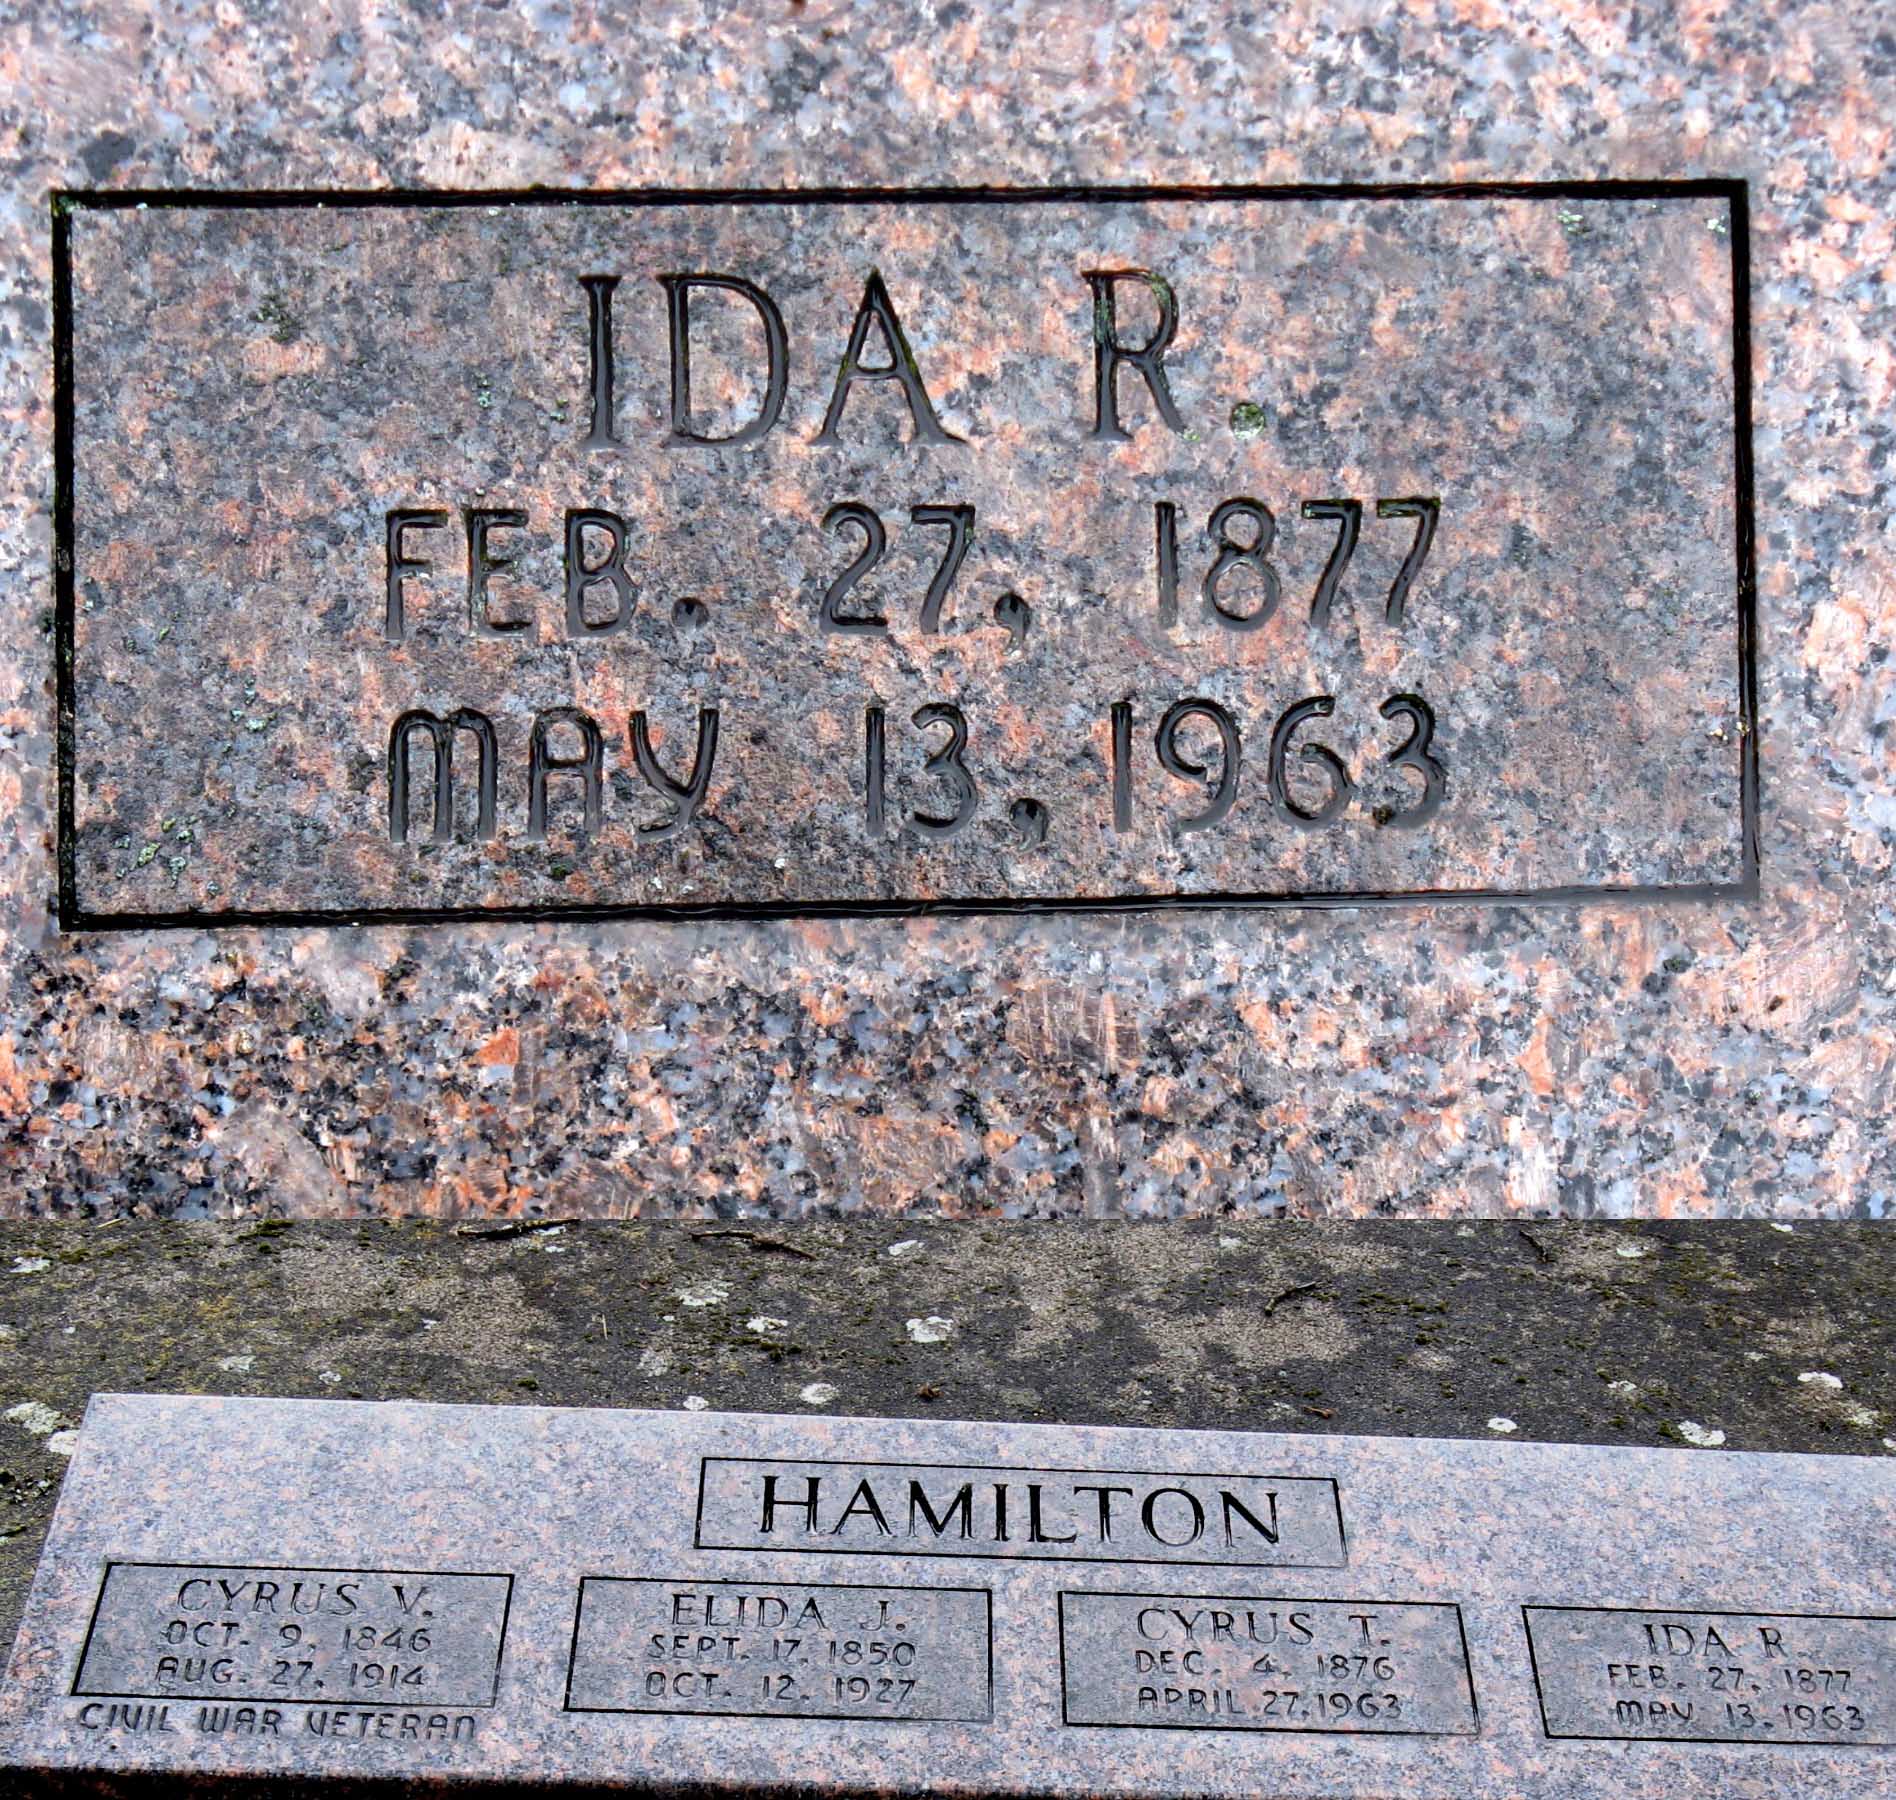 IDA R.
FEB. 27, 1877
MAY 13, 1963
HAMILTON
CYRUS V.
OCT. 9, 1846
AUG. 27, 1914
CIVIL WAR VETERAN
ELIDA J.
SEPT. 17, 1850
OCT. 12, 1927
CYRUS T.
DEC. 4, 1876
APRIL 27, 1963
IDA R.
FEB. 27, 1877
MAY 13, 1963